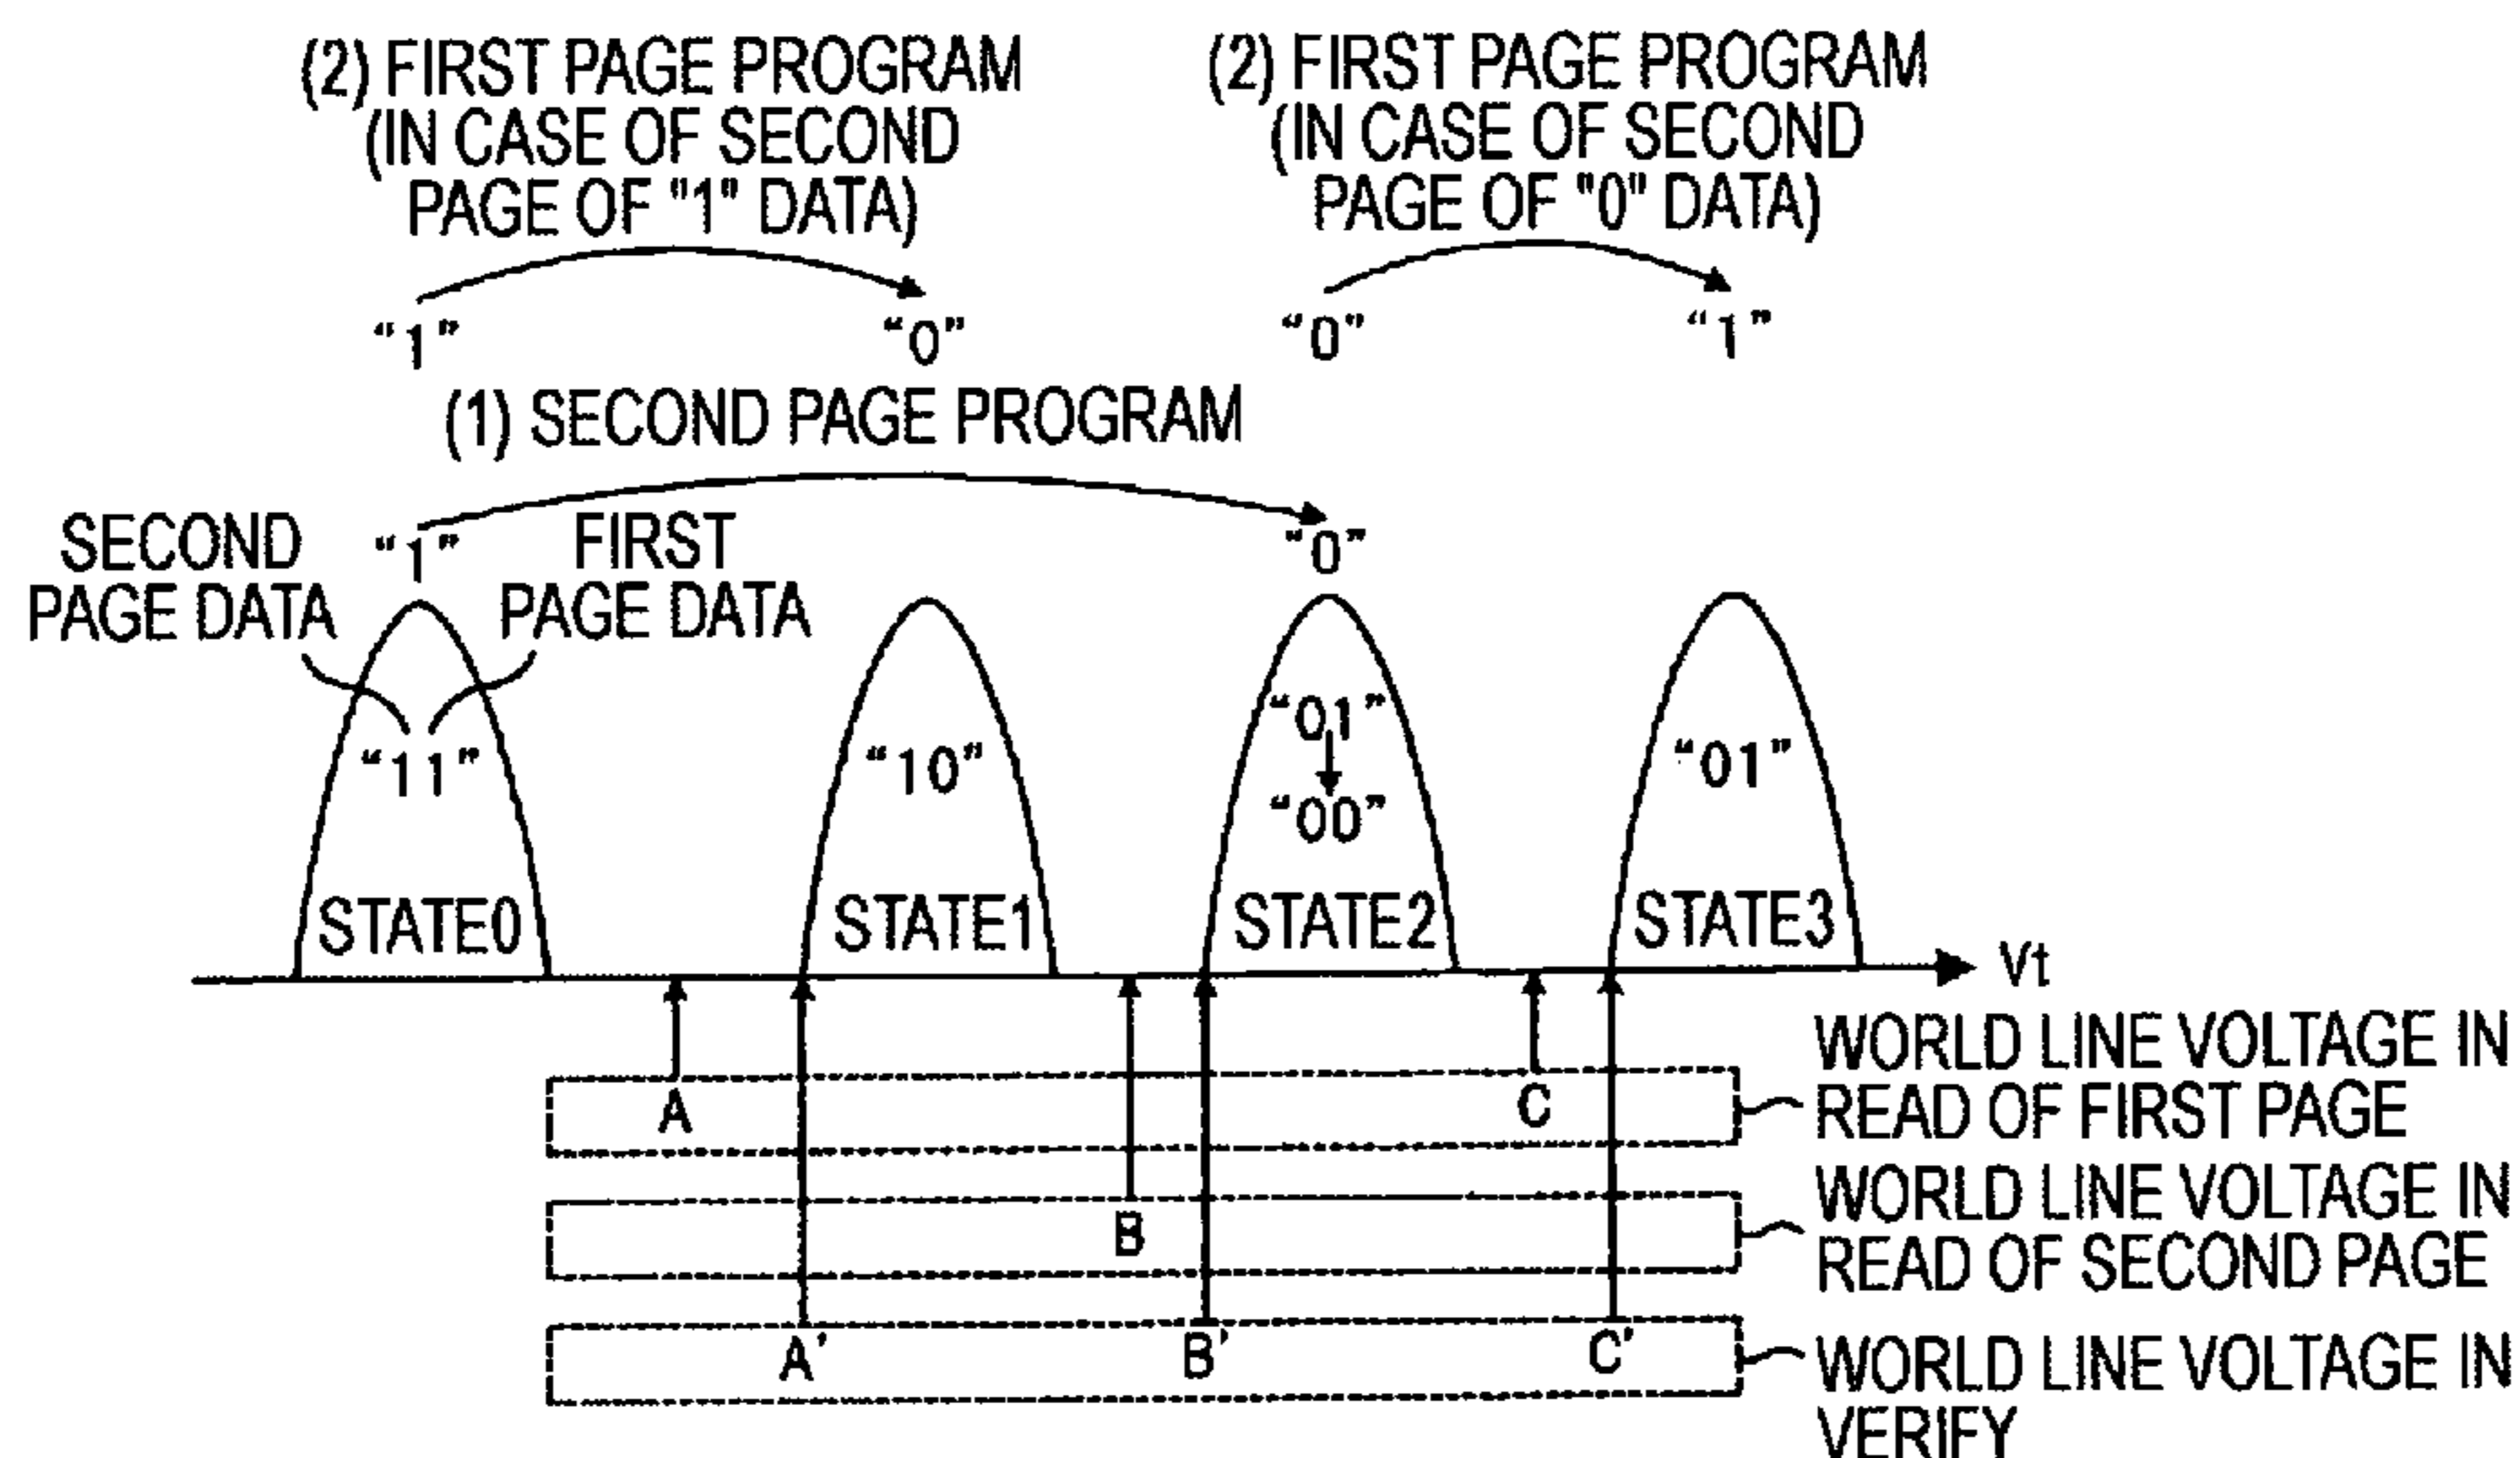 (2) FIRST PAGE PROGRAM
(IN CASE OF SECOND
PAGE OF "1" DATA)
(2) FIRST PAGE PROGRAM
(IN CASE OF SECOND
PAGE OF "0" DATA)
“1” “0” “0” “1”
(1) SECOND PAGE PROGRAM
“1” “0”
SECOND
PAGE DATA
FIRST
PAGE DATA
“11”
STATE0
“10”
STATE1
“01”
“00”
STATE2
“01”
STATE3
Vt
A C
WORLD LINE VOLTAGE IN
READ OF FIRST PAGE
B
WORLD LINE VOLTAGE IN
READ OF SECOND PAGE
A' B' C'
WORLD LINE VOLTAGE IN
VERIFY